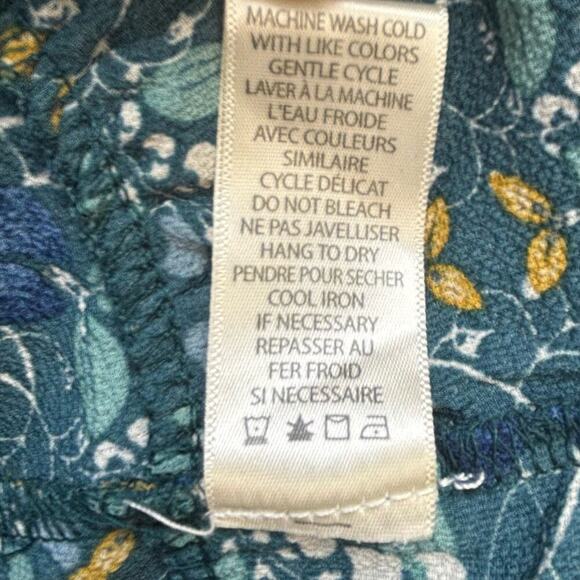 MACHINE WASH COLD
WITH LIKE COLORS
GENTLE CYCLE
LAVER À LA MACHINE
L'EAU FROIDE
AVEC COULEURS
SIMILAIRE
CYCLE DÉLICAT
DO NOT BLEACH
NE PAS JAVELLISER
HANG TO DRY
PENDRE POUR SECHER
COOL IRON
IF NECESSARY
REPASSER AU
FER FROID
SI NECESSAIRE